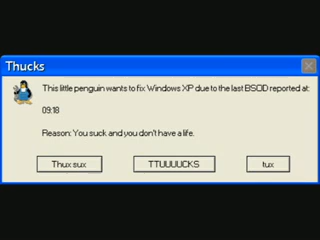 Thucks
This little penguin wants to fix Windows XP due to the last BSOD reported at:
09:18
Reason: You suck and you don't have a life.
Thux sux
TTUUUUCKS
tux